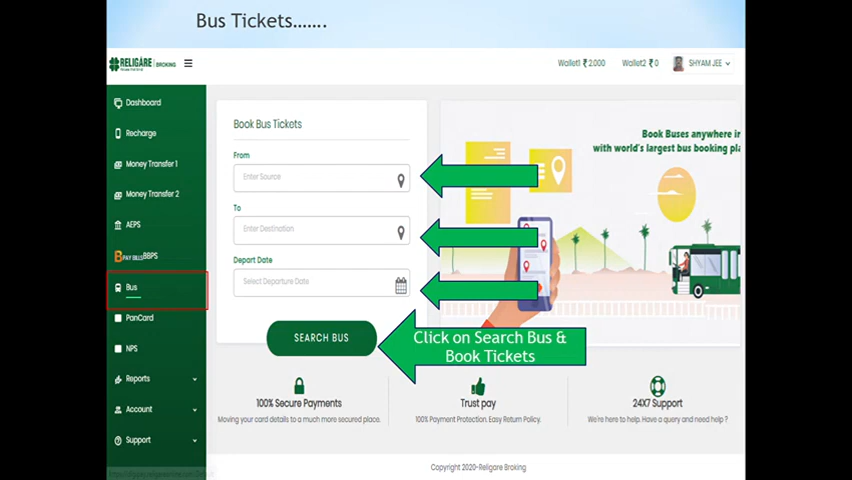 Bus Tickets.......
RELIGARE BROKING
Wallet1 ₹ 2000 Wallet2 ₹ 0 SHYAM JEE
Dashboard
Recharge
Money Transfer 1
Money Transfer 2
AEPS
B PAY BILLS BBPS
Bus
PanCard
NPS
Reports
Account
Support
Book Bus Tickets
From
Enter Source
To
Enter Destination
Depart Date
Select Departure Date
SEARCH BUS
Click on Search Bus &
Book Tickets
Book Buses anywhere in
with world's largest bus booking pla
100% Secure Payments
Moving your card details to a much more secured place.
Trust pay
100% Payment Protection. Easy Return Policy.
24X7 Support
We're here to help. Have a query and need help ?
Copyright 2020-Religare Broking